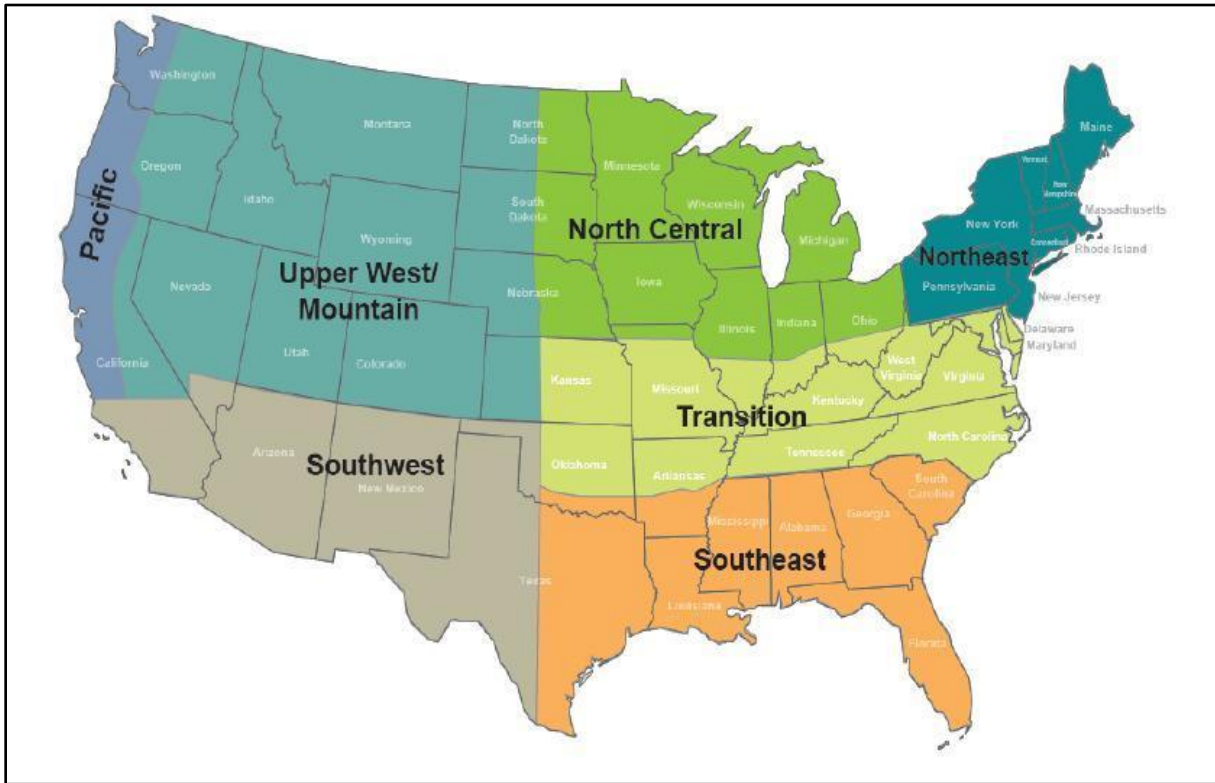 Washington
Montana
North
Dakota
Minnesota
Maine
Vermont
New
Hampshire
Oregon
Idaho
South
Dakota
Wisconsin
Michigan
New York
Massachusetts
Connecticut
Rhode Island
Pacific
Wyoming
North Central
Northeast
Upper West/
Mountain
Nevada
Nebraska
Iowa
Pennsylvania
New Jersey
Illinois
Indiana
Ohio
Delaware
Maryland
California
Utah
Colorado
Kansas
Missouri
West
Virginia
Virginia
Kentucky
Transition
North Carolina
Tennessee
Arizona
Southwest
New Mexico
Oklahoma
Arkansas
South
Carolina
Mississippi
Alabama
Georgia
Southeast
Texas
Louisiana
Florida